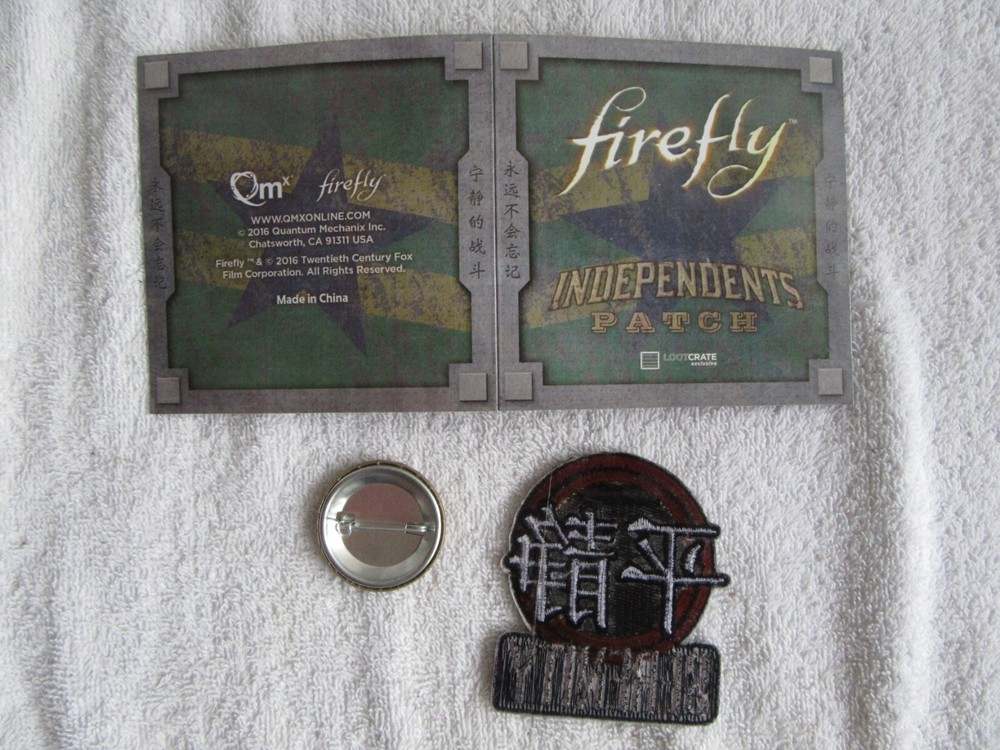 永远不会忘记
Qmx firefly™
WWW.QMXONLINE.COM
© 2016 Quantum Mechanix Inc.
Chatsworth, CA 91311 USA
Firefly ™ & © 2016 Twentieth Century Fox
Film Corporation. All Rights Reserved.
Made in China
宁静的战斗
永远不会忘记
firefly™
INDEPENDENTS
PATCH
LOOTCRATE
exclusive
宁静的战斗